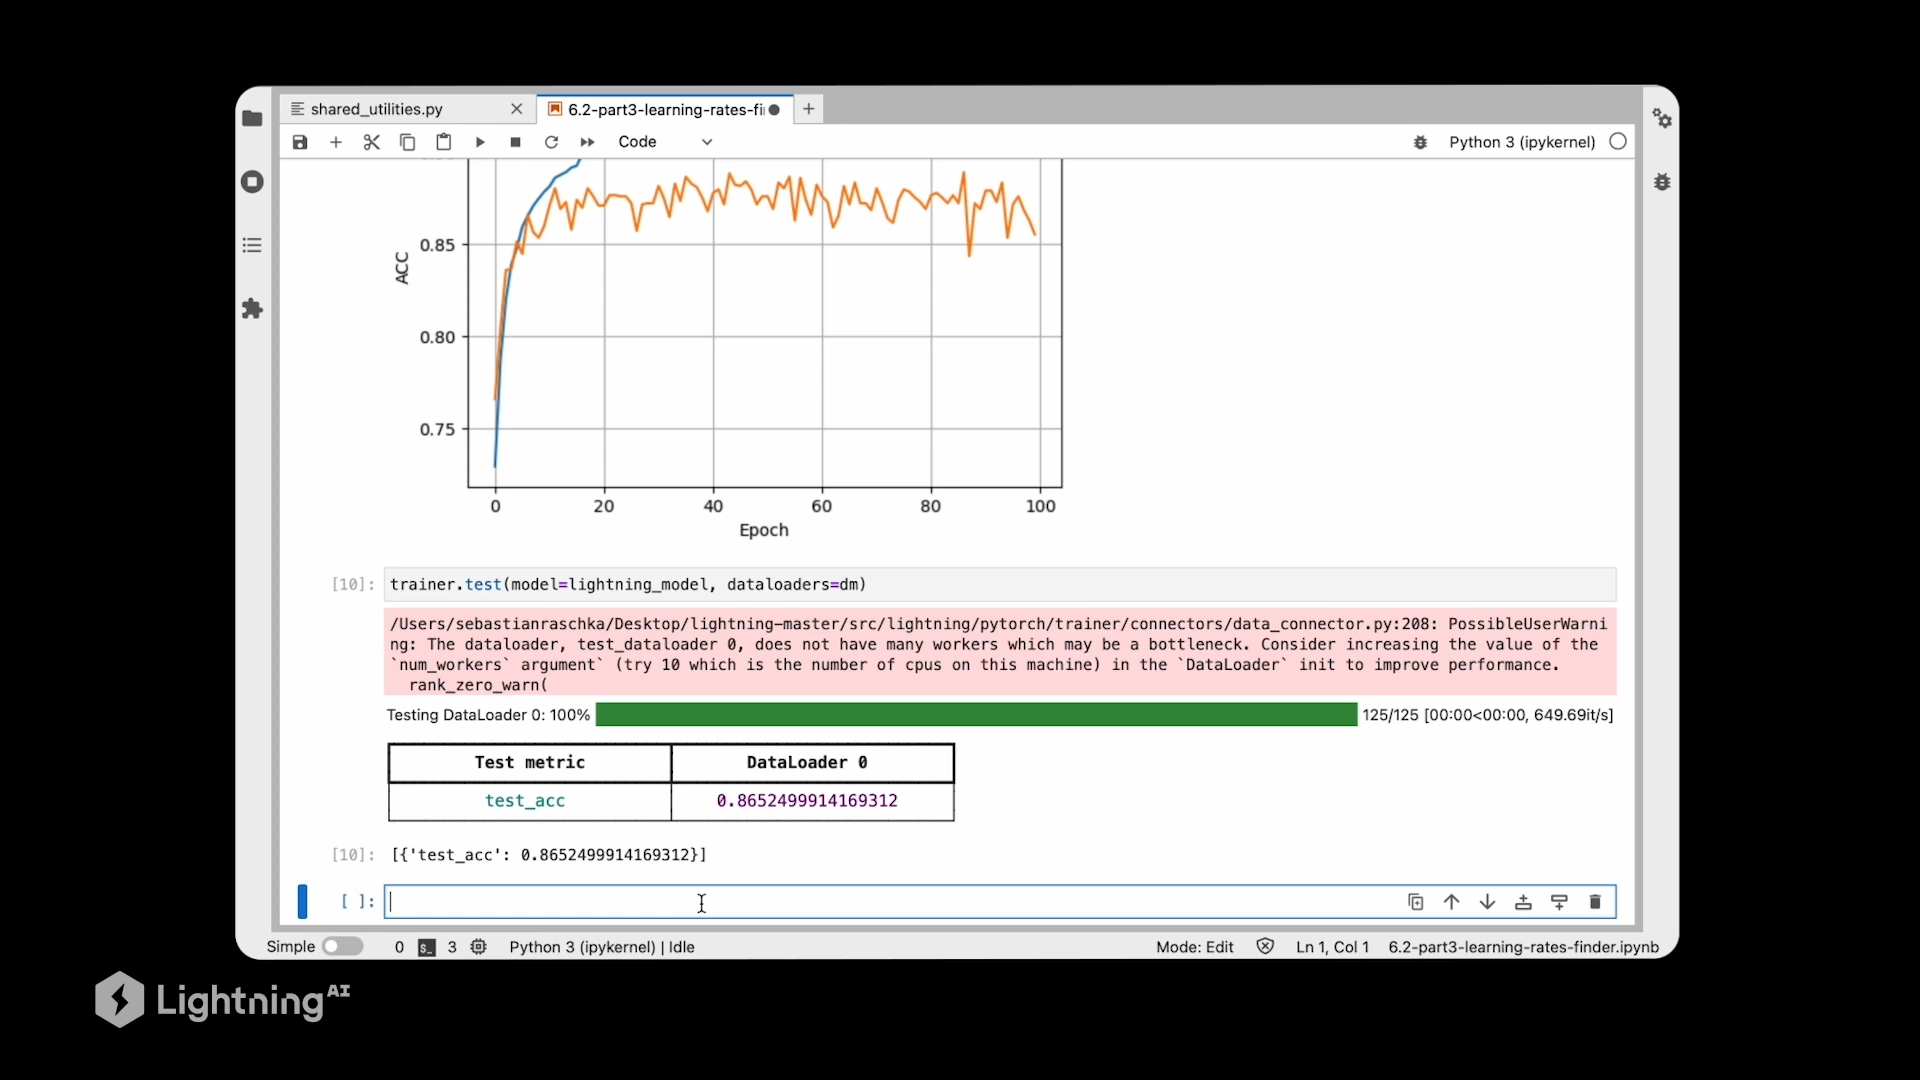 shared_utilities.py
6.2-part3-learning-rates-fi
Code
Python 3 (ipykernel)
ACC
0.85
0.80
0.75
0 20 40 60 80 100
Epoch
[10]: trainer.test(model=lightning_model, dataloaders=dm)
/Users/sebastianraschka/Desktop/lightning-master/src/lightning/pytorch/trainer/connectors/data_connector.py:208: PossibleUserWarni
ng: The dataloader, test_dataloader 0, does not have many workers which may be a bottleneck. Consider increasing the value of the
`num_workers` argument` (try 10 which is the number of cpus on this machine) in the `DataLoader` init to improve performance.
rank_zero_warn(
Testing DataLoader 0: 100% 125/125 [00:00<00:00, 649.69it/s]
Test metric DataLoader 0
test_acc 0.8652499914169312
[10]: [{'test_acc': 0.8652499914169312}]
[ ]:
Simple 0 3 Python 3 (ipykernel) | Idle Mode: Edit Ln 1, Col 1 6.2-part3-learning-rates-finder.ipynb
Lightning AI